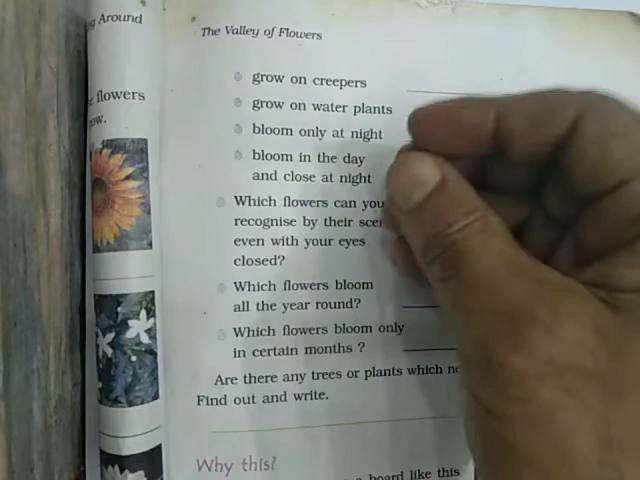 Around
The Valley of Flowers
grow on creepers
flowers
grow on water plants
bloom only at night
bloom in the day
and close at night
Which flowers can you
recognise by their
even with your eyes
closed?
Which flowers bloom
all the year round?
Which flowers bloom only
in certain months ?
Are there any trees or plants which
Find out and write.
Why this?
board like this